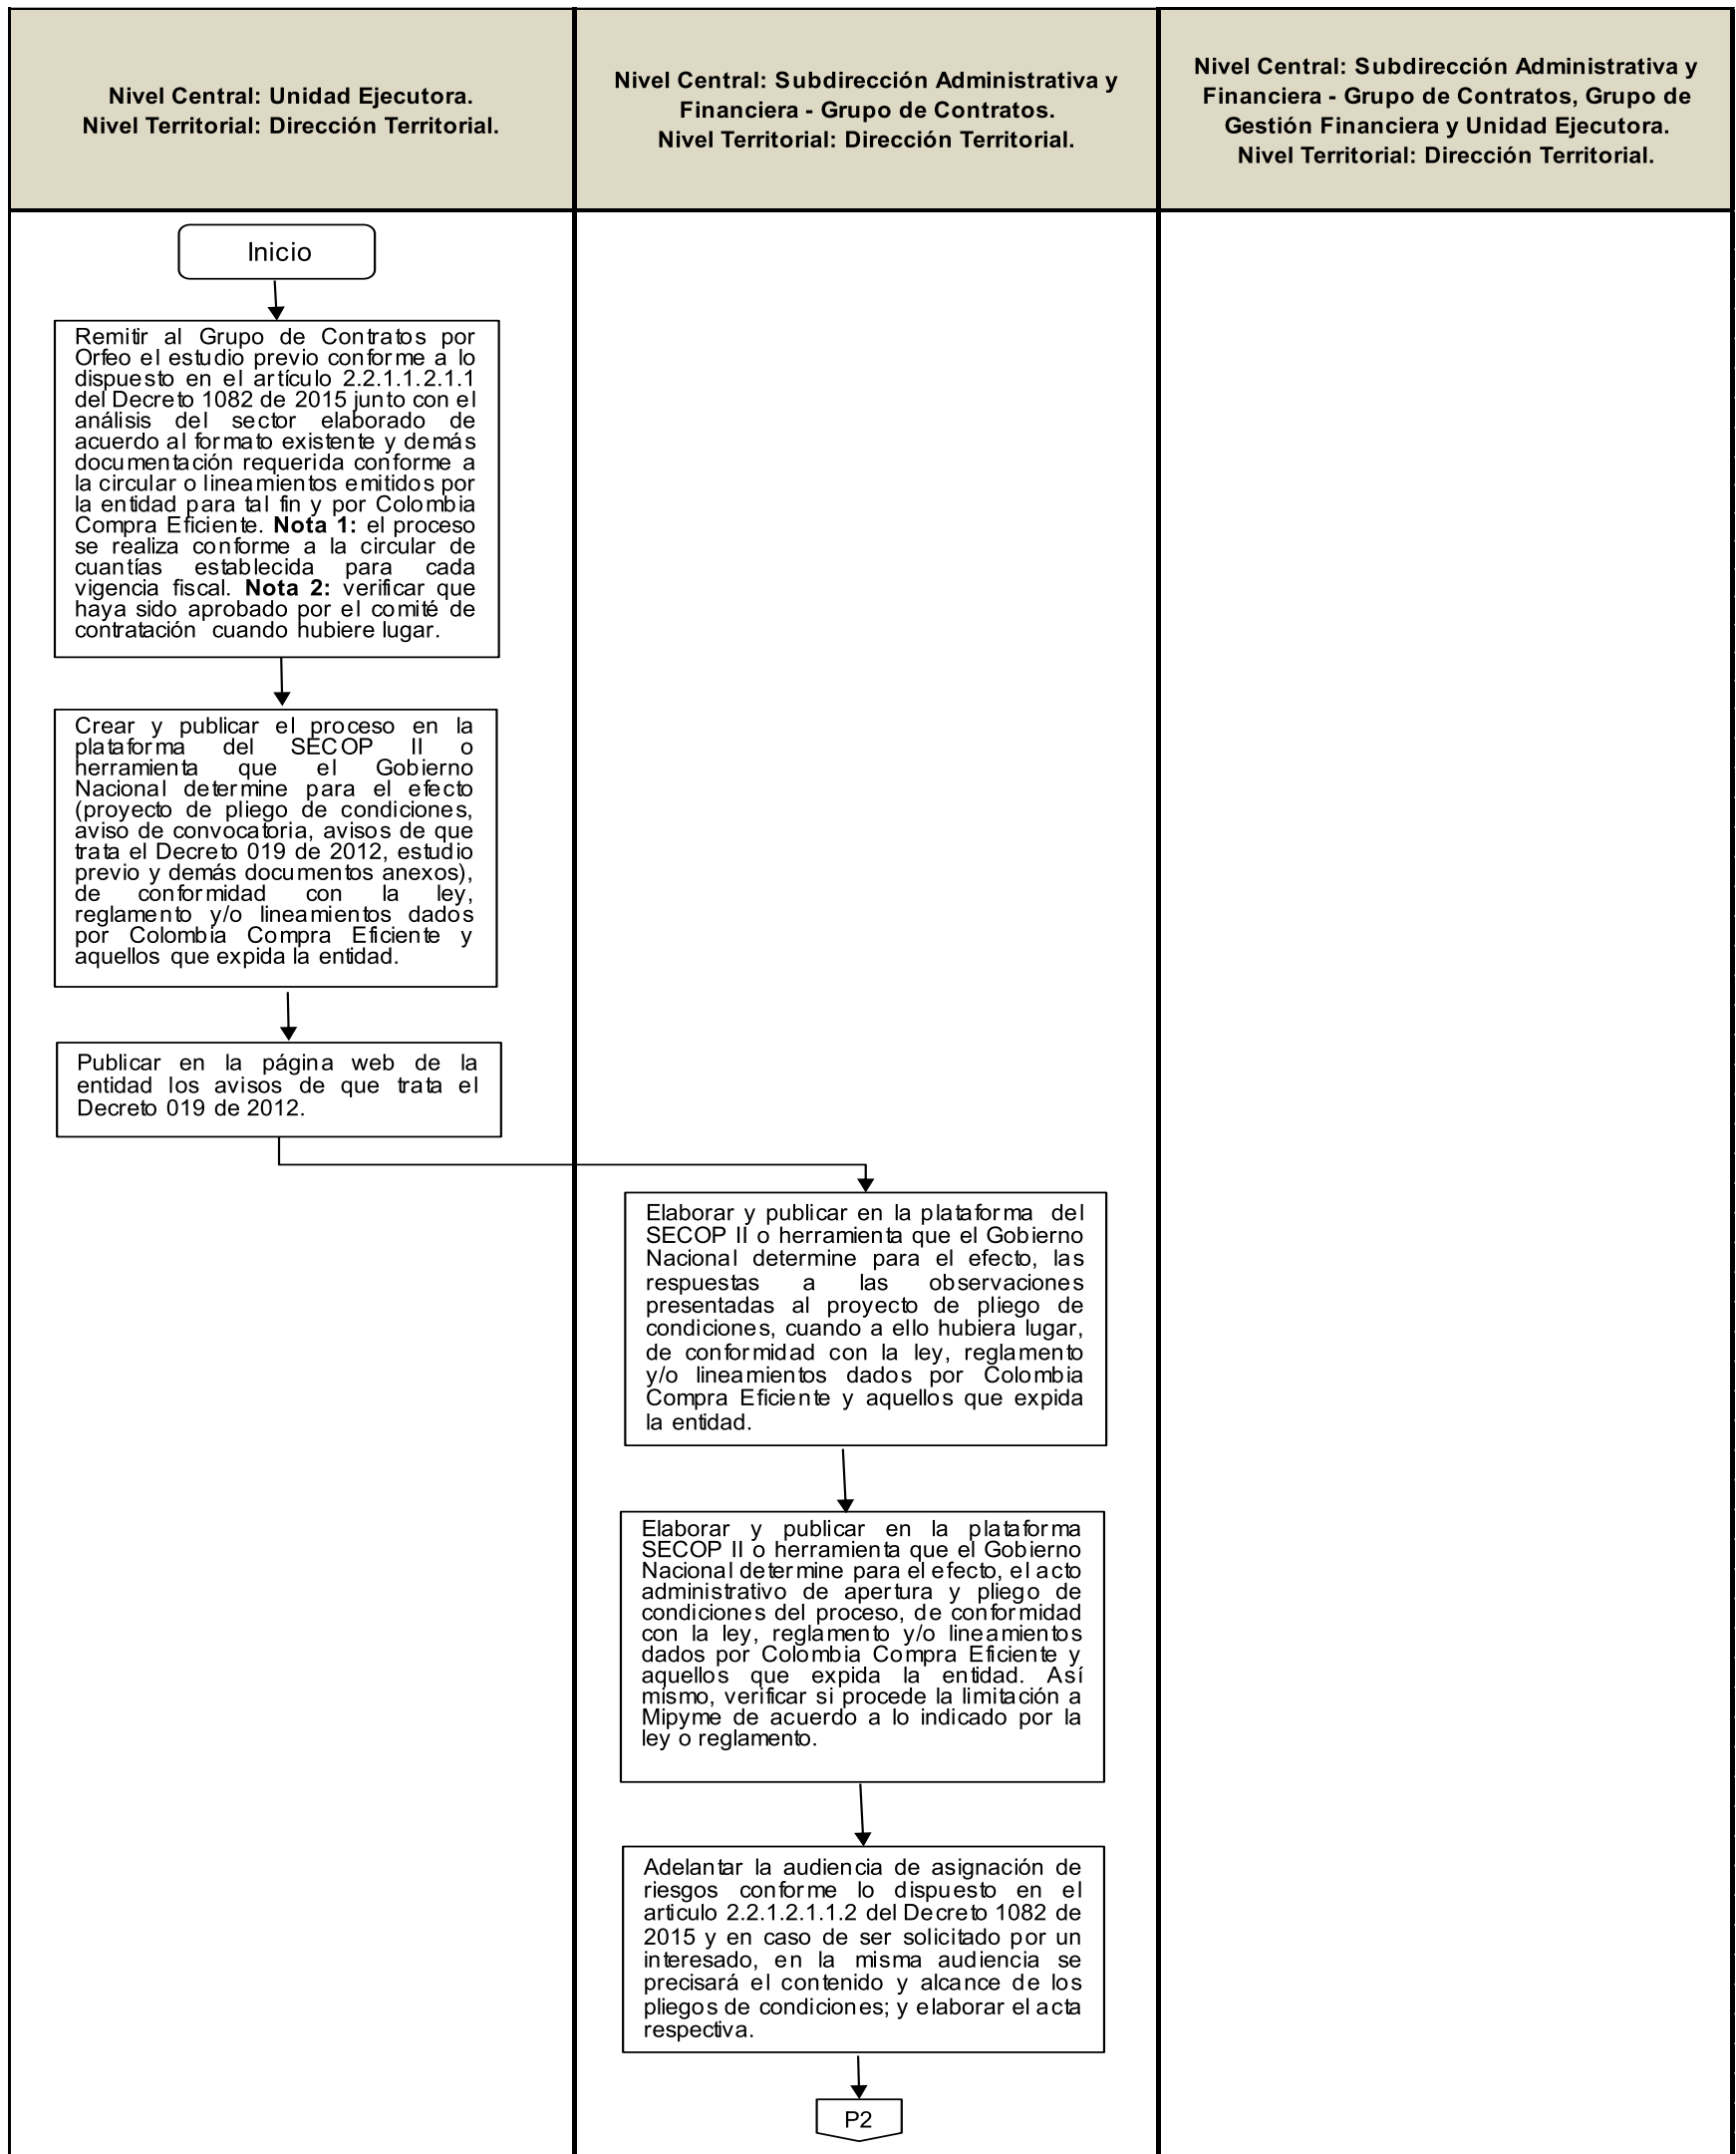 Nivel Central: Unidad Ejecutora.
Nivel Territorial: Dirección Territorial.
Nivel Central: Subdirección Administrativa y
Financiera - Grupo de Contratos.
Nivel Territorial: Dirección Territorial.
Nivel Central: Subdirección Administrativa y
Financiera - Grupo de Contratos, Grupo de
Gestión Financiera y Unidad Ejecutora.
Nivel Territorial: Dirección Territorial.
Inicio
Remitir al Grupo de Contratos por
Orfeo el estudio previo conforme a lo
dispuesto en el artículo 2.2.1.1.2.1.1
del Decreto 1082 de 2015 junto con el
análisis del sector elaborado de
acuerdo al formato existente y demás
documentación requerida conforme a
la circular o lineamientos emitidos por
la entidad para tal fin y por Colombia
Compra Eficiente. Nota 1: el proceso
se realiza conforme a la circular de
cuantías establecida para cada
vigencia fiscal. Nota 2: verificar que
haya sido aprobado por el comité de
contratación cuando hubiere lugar.
Crear y publicar el proceso en la
plataforma del SECOP II o
herramienta que el Gobierno
Nacional determine para el efecto
(proyecto de pliego de condiciones,
aviso de convocatoria, avisos de que
trata el Decreto 019 de 2012, estudio
previo y demás documentos anexos),
de conformidad con la ley,
reglamento y/o lineamientos dados
por Colombia Compra Eficiente y
aquellos que expida la entidad.
Publicar en la página web de la
entidad los avisos de que trata el
Decreto 019 de 2012.
Elaborar y publicar en la plataforma del
SECOP II o herramienta que el Gobierno
Nacional determine para el efecto, las
respuestas a las observaciones
presentadas al proyecto de pliego de
condiciones, cuando a ello hubiera lugar,
de conformidad con la ley, reglamento
y/o lineamientos dados por Colombia
Compra Eficiente y aquellos que expida
la entidad.
Elaborar y publicar en la plataforma
SECOP II o herramienta que el Gobierno
Nacional determine para el efecto, el acto
administrativo de apertura y pliego de
condiciones del proceso, de conformidad
con la ley, reglamento y/o lineamientos
dados por Colombia Compra Eficiente y
aquellos que expida la entidad. Así
mismo, verificar si procede la limitación a
Mipyme de acuerdo a lo indicado por la
ley o reglamento.
Adelantar la audiencia de asignación de
riesgos conforme lo dispuesto en el
artículo 2.2.1.2.1.1.2 del Decreto 1082 de
2015 y en caso de ser solicitado por un
interesado, en la misma audiencia se
precisará el contenido y alcance de los
pliegos de condiciones; y elaborar el acta
respectiva.
P2